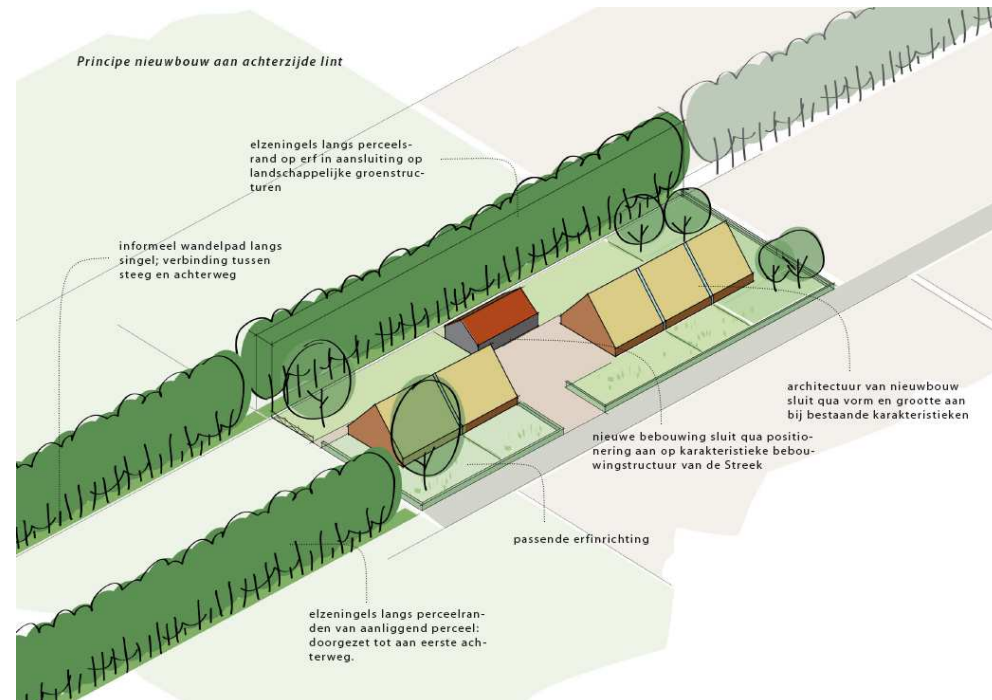 Principe nieuwbouw aan achterzijde lint
elzeningels langs perceels-
rand op erf in aansluiting op
landschappelijke groenstruc-
turen
informeel wandelpad langs
singel; verbinding tussen
steeg en achterweg
architectuur van nieuwbouw
sluit qua vorm en grootte aan
bij bestaande karakteristieken
nieuwe bebouwing sluit qua positio-
nering aan op karakteristieke bebou-
wingstructuur van de Streek
passende erfinrichting
elzeningels langs perceelran-
den van aanliggend perceel:
doorgezet tot aan eerste ach-
terweg.